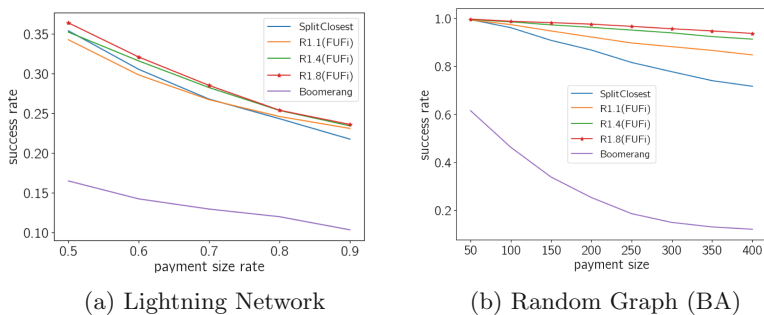 0.35
0.30
0.25
0.20
0.15
0.10
success rate
0.5 0.6 0.7 0.8 0.9
payment size rate
SplitClosest
R1.1(FUFi)
R1.4(FUFi)
R1.8(FUFi)
Boomerang
(a) Lightning Network
1.0
0.8
0.6
0.4
0.2
success rate
50 100 150 200 250 300 350 400
payment size
SplitClosest
R1.1(FUFi)
R1.4(FUFi)
R1.8(FUFi)
Boomerang
(b) Random Graph (BA)